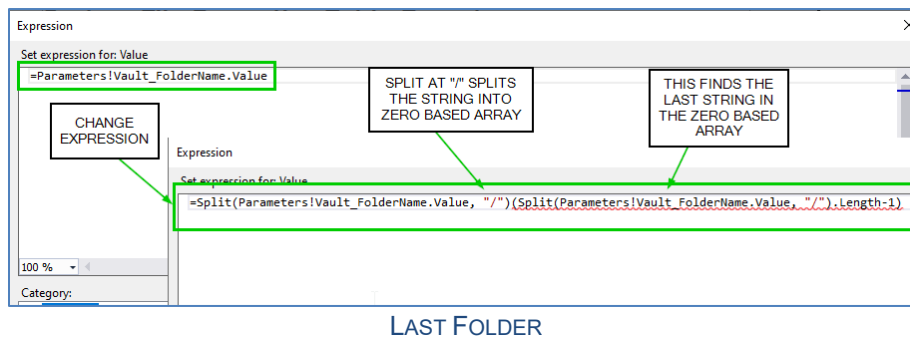 Expression
Set expression for: Value
=Parameters!Vault_FolderName.Value
CHANGE
EXPRESSION
SPLIT AT "/" SPLITS
THE STRING INTO
ZERO BASED ARRAY
THIS FINDS THE
LAST STRING IN
THE ZERO BASED
ARRAY
Expression
Set expression for: Value
=Split(Parameters!Vault_FolderName.Value, "/")(Split(Parameters!Vault_FolderName.Value, "/").Length-1)
100 %
Category:
LAST FOLDER